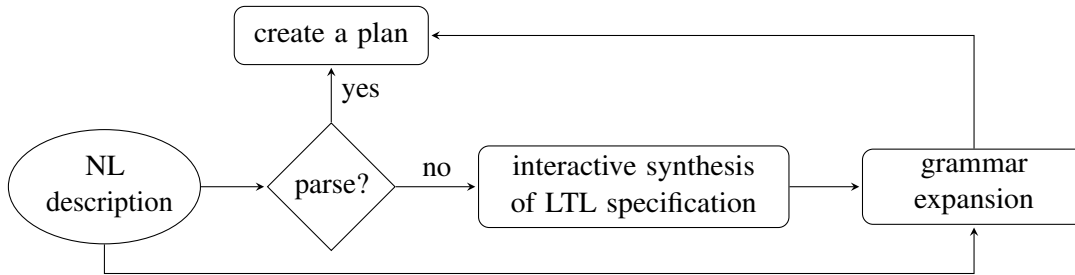 create a plan
yes
NL
description
parse?
no
interactive synthesis
of LTL specification
grammar
expansion